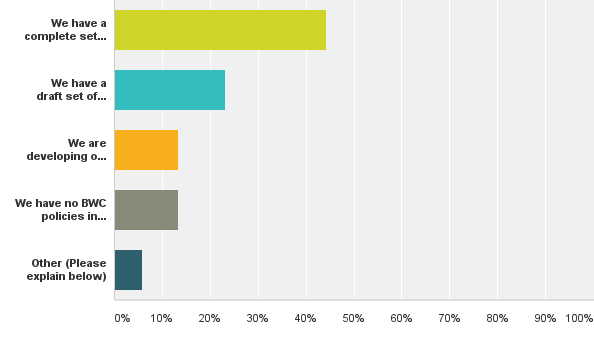 We have a
complete set...
We have a
draft set of...
We are
developing o...
We have no BWC
policies in...
Other (Please
explain below)
0% 10% 20% 30% 40% 50% 60% 70% 80% 90% 100%